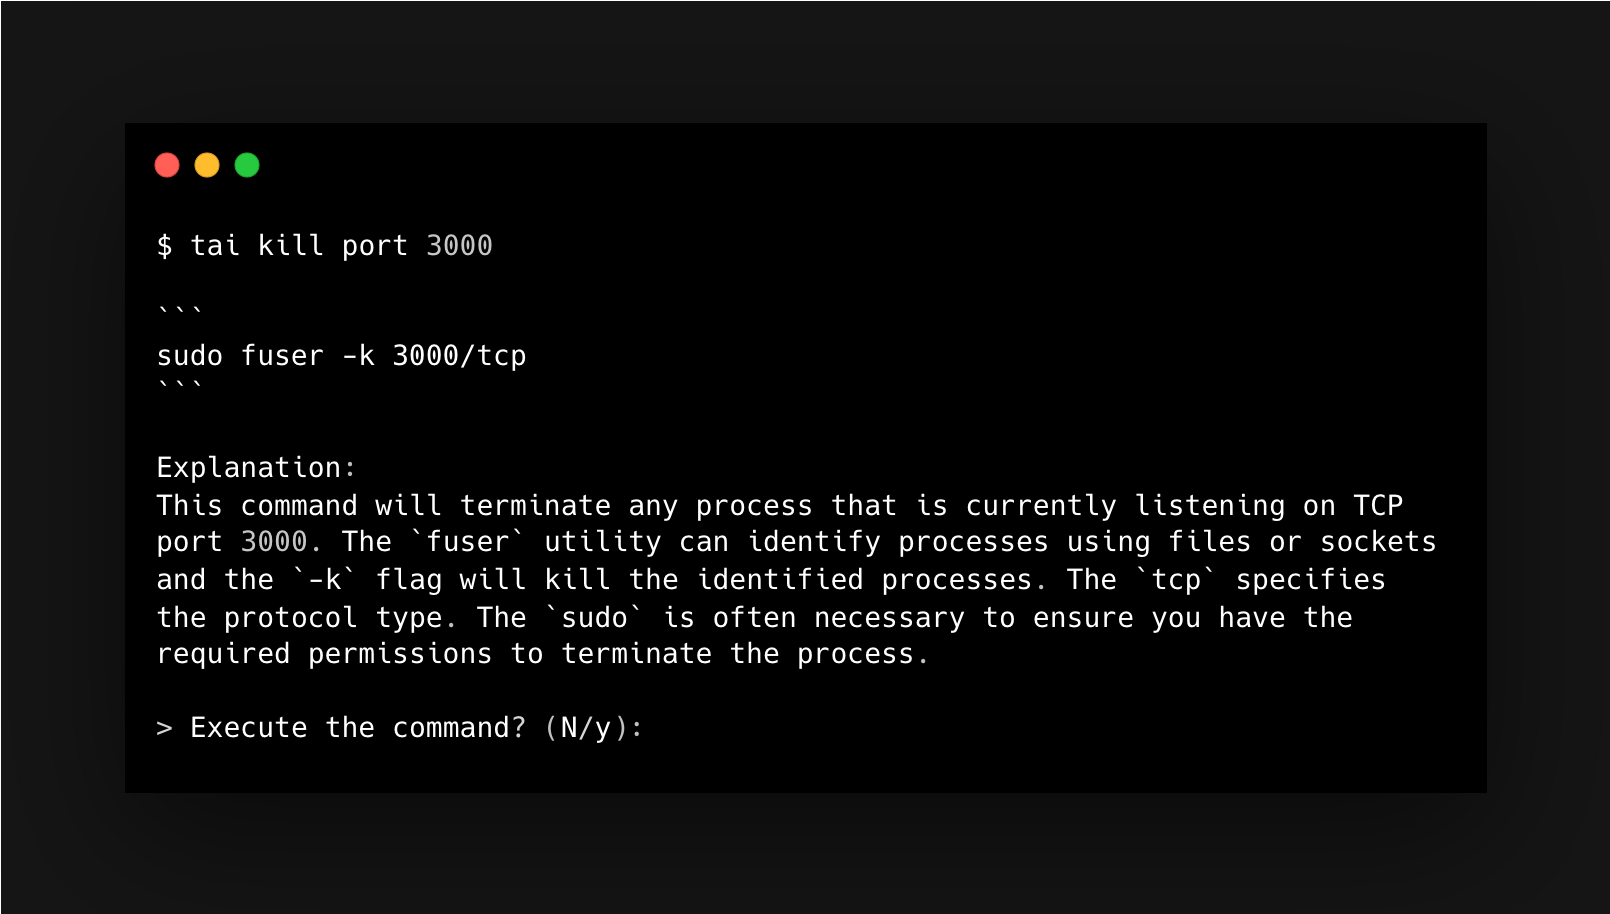 $ tai kill port 3000
```
sudo fuser -k 3000/tcp
```
Explanation:
This command will terminate any process that is currently listening on TCP
port 3000. The `fuser` utility can identify processes using files or sockets
and the `-k` flag will kill the identified processes. The `tcp` specifies
the protocol type. The `sudo` is often necessary to ensure you have the
required permissions to terminate the process.
> Execute the command? (N/y):